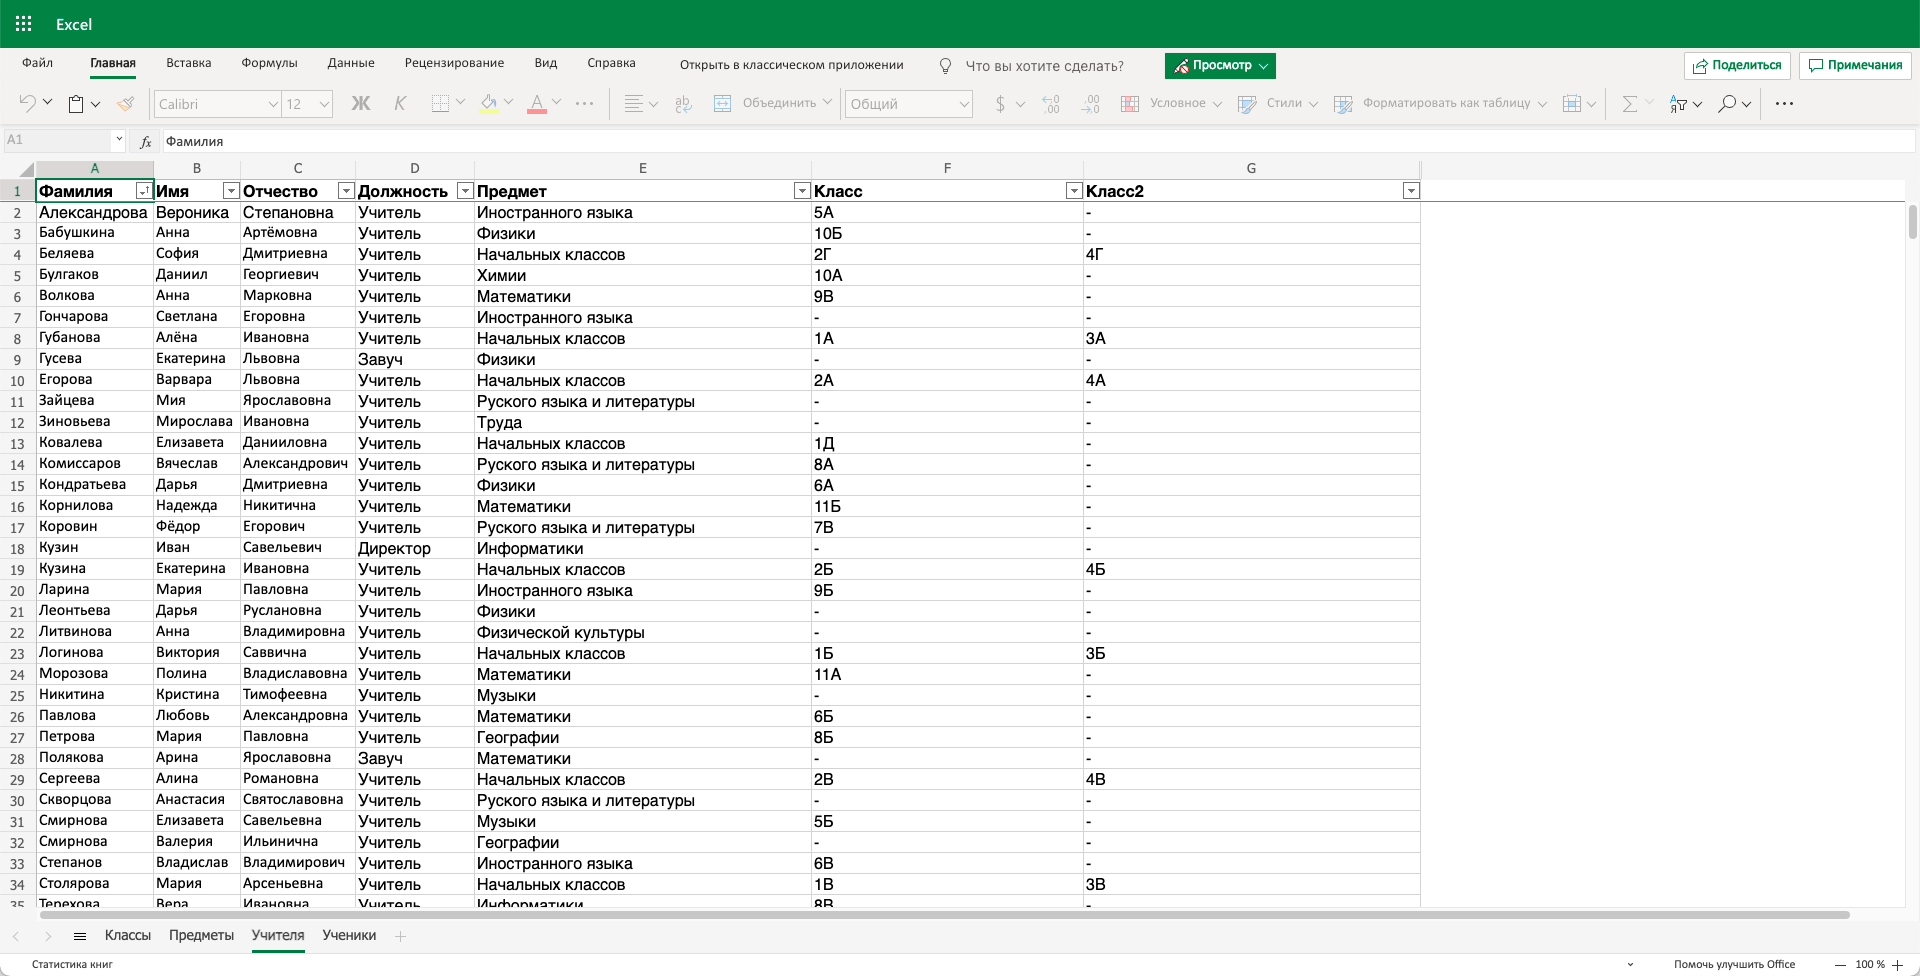 Excel
Файл Главная Вставка Формулы Данные Рецензирование Вид Справка Открыть в классическом приложении Что вы хотите сделать? Просмотр Поделиться Примечания
Calibri 12 Ж К А ab Объединить Общий $ Условное Стили Форматировать как таблицу
A1 fx Фамилия
A B C D E F G
1 Фамилия Имя Отчество Должность Предмет Класс Класс2
2 Александрова Вероника Степановна Учитель Иностранного языка 5А -
3 Бабушкина Анна Артёмовна Учитель Физики 10Б -
4 Беляева София Дмитриевна Учитель Начальных классов 2Г 4Г
5 Булгаков Даниил Георгиевич Учитель Химии 10А -
6 Волкова Анна Марковна Учитель Математики 9В -
7 Гончарова Светлана Егоровна Учитель Иностранного языка - -
8 Губанова Алёна Ивановна Учитель Начальных классов 1А 3А
9 Гусева Екатерина Львовна Завуч Физики - -
10 Егорова Варвара Львовна Учитель Начальных классов 2А 4А
11 Зайцева Мия Ярославовна Учитель Руского языка и литературы - -
12 Зиновьева Мирослава Ивановна Учитель Труда - -
13 Ковалева Елизавета Данииловна Учитель Начальных классов 1Д -
14 Комиссаров Вячеслав Александрович Учитель Руского языка и литературы 8А -
15 Кондратьева Дарья Дмитриевна Учитель Физики 6А -
16 Корнилова Надежда Никитична Учитель Математики 11Б -
17 Коровин Фёдор Егорович Учитель Руского языка и литературы 7В -
18 Кузин Иван Савельевич Директор Информатики - -
19 Кузина Екатерина Ивановна Учитель Начальных классов 2Б 4Б
20 Ларина Мария Павловна Учитель Иностранного языка 9Б -
21 Леонтьева Дарья Руслановна Учитель Физики - -
22 Литвинова Анна Владимировна Учитель Физической культуры - -
23 Логинова Виктория Саввична Учитель Начальных классов 1Б 3Б
24 Морозова Полина Владиславовна Учитель Математики 11А -
25 Никитина Кристина Тимофеевна Учитель Музыки - -
26 Павлова Любовь Александровна Учитель Математики 6Б -
27 Петрова Мария Павловна Учитель Географии 8Б -
28 Полякова Арина Ярославовна Завуч Математики - -
29 Сергеева Алина Романовна Учитель Начальных классов 2В 4В
30 Скворцова Анастасия Святославовна Учитель Руского языка и литературы - -
31 Смирнова Елизавета Савельевна Учитель Музыки 5Б -
32 Смирнова Валерия Ильинична Учитель Географии - -
33 Степанов Владислав Владимирович Учитель Иностранного языка 6В -
34 Столярова Мария Арсеньевна Учитель Начальных классов 1В 3В
35 Терехова Вера Ивановна Учитель Информатики 8В -
Классы Предметы Учителя Ученики
Статистика книг Помочь улучшить Office 100 %